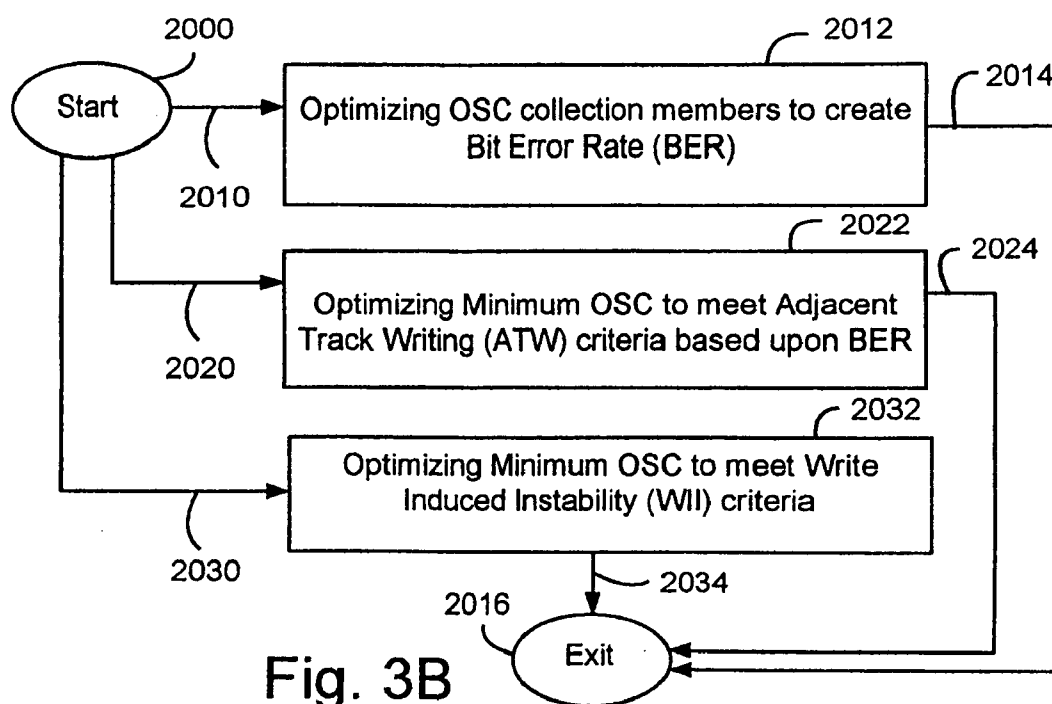 2000
Start
2010
2012
Optimizing OSC collection members to create
Bit Error Rate (BER)
2014
2020
2022
Optimizing Minimum OSC to meet Adjacent
Track Writing (ATW) criteria based upon BER
2024
2030
2032
Optimizing Minimum OSC to meet Write
Induced Instability (WII) criteria
2034
2016
Exit
Fig. 3B